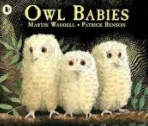 OWL BABIES
MARTIN WADDELL • PATRICK BENSON